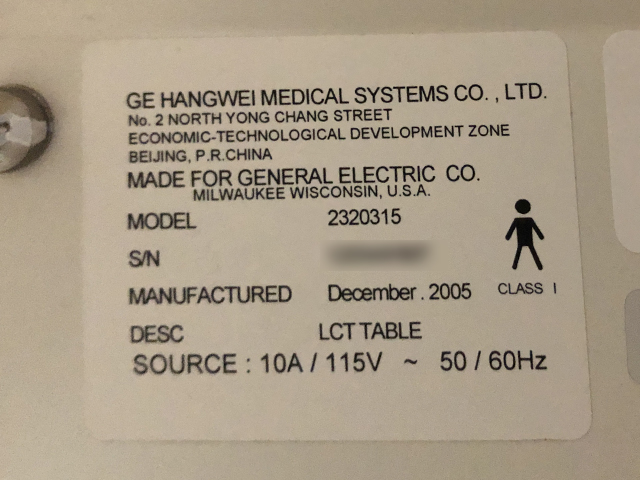 GE HANGWEI MEDICAL SYSTEMS CO. , LTD.
No. 2 NORTH YONG CHANG STREET
ECONOMIC-TECHNOLOGICAL DEVELOPMENT ZONE
BEIJING, P.R.CHINA
MADE FOR GENERAL ELECTRIC CO.
MILWAUKEE WISCONSIN, U.S.A.
MODEL 2320315
S/N
MANUFACTURED December . 2005 CLASS I
DESC LCT TABLE
SOURCE : 10A / 115V ~ 50 / 60Hz